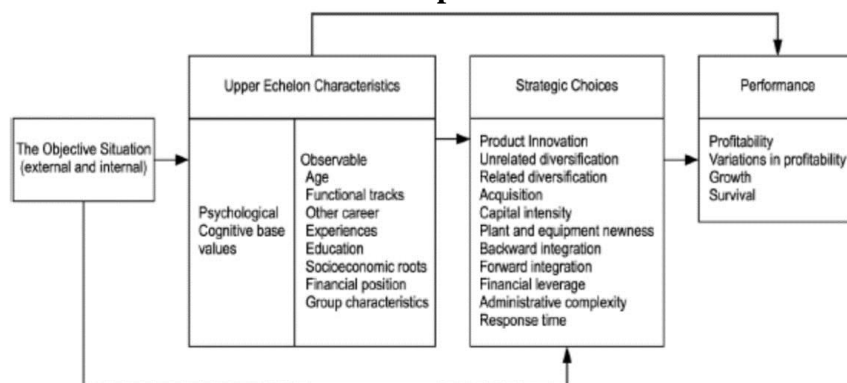 The Objective Situation
(external and internal)
Upper Echelon Characteristics
Psychological
Cognitive base
values
Observable
Age
Functional tracks
Other career
Experiences
Education
Socioeconomic roots
Financial position
Group characteristics
Strategic Choices
Product Innovation
Unrelated diversification
Related diversification
Acquisition
Capital intensity
Plant and equipment newness
Backward integration
Forward integration
Financial leverage
Administrative complexity
Response time
Performance
Profitability
Variations in profitability
Growth
Survival